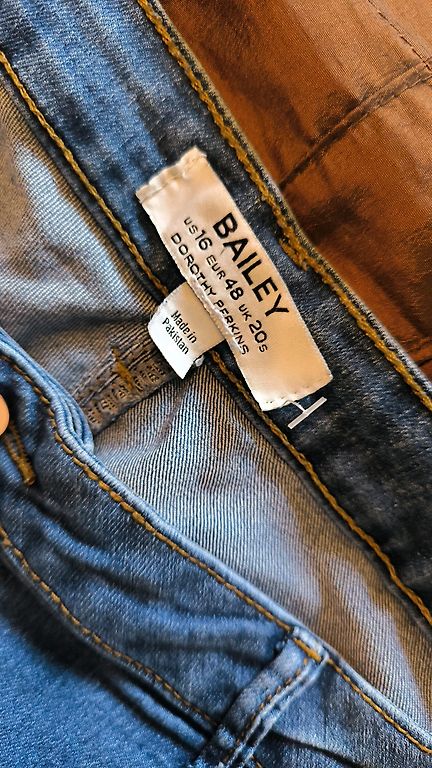 BAILEY
US16 EUR 48 UK 20s
DOROTHY PERKINS
Made in
Pakistan